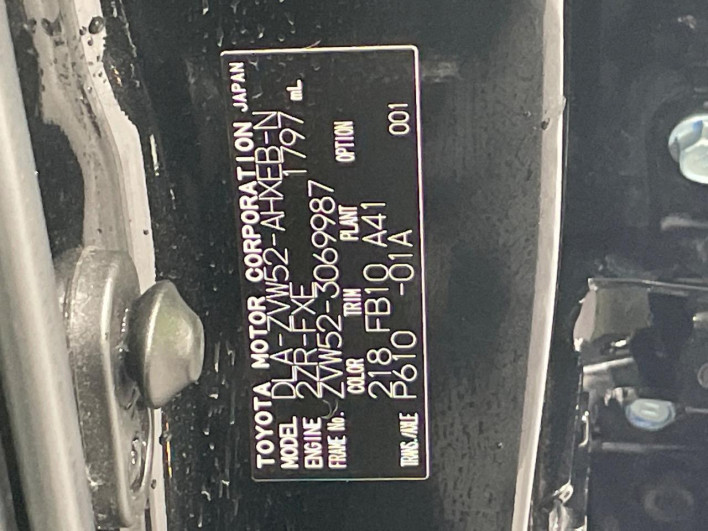 TOYOTA MOTOR CORPORATION JAPAN
MODEL DLA-ZVW52-AHXEB-N
ENGINE 2ZR-FXE 1797 mL
FRAME No. ZVW52-3069987
COLOR TRIM PLANT OPTION
218 FB10 A41
TRANS./AXLE P610 -01A 001